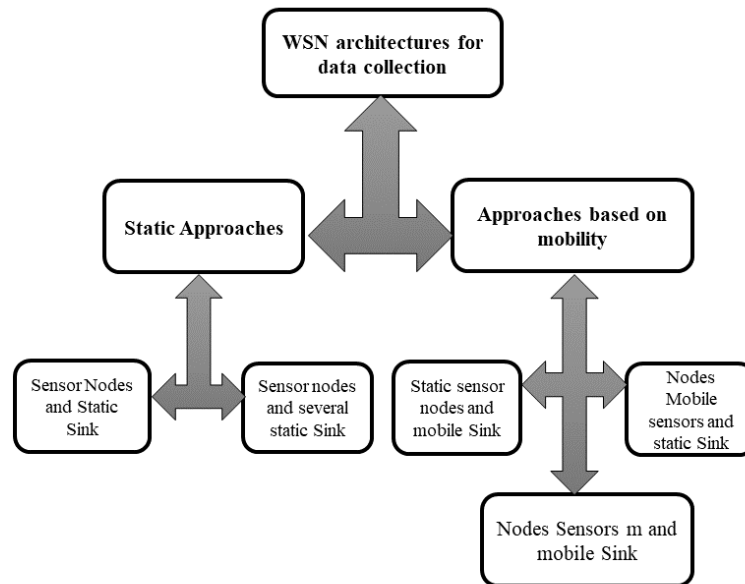 WSN architectures for
data collection
Static Approaches
Approaches based on
mobility
Sensor Nodes
and Static
Sink
Sensor nodes
and several
static Sink
Static sensor
nodes and
mobile Sink
Nodes
Mobile
sensors and
static Sink
Nodes Sensors m and
mobile Sink